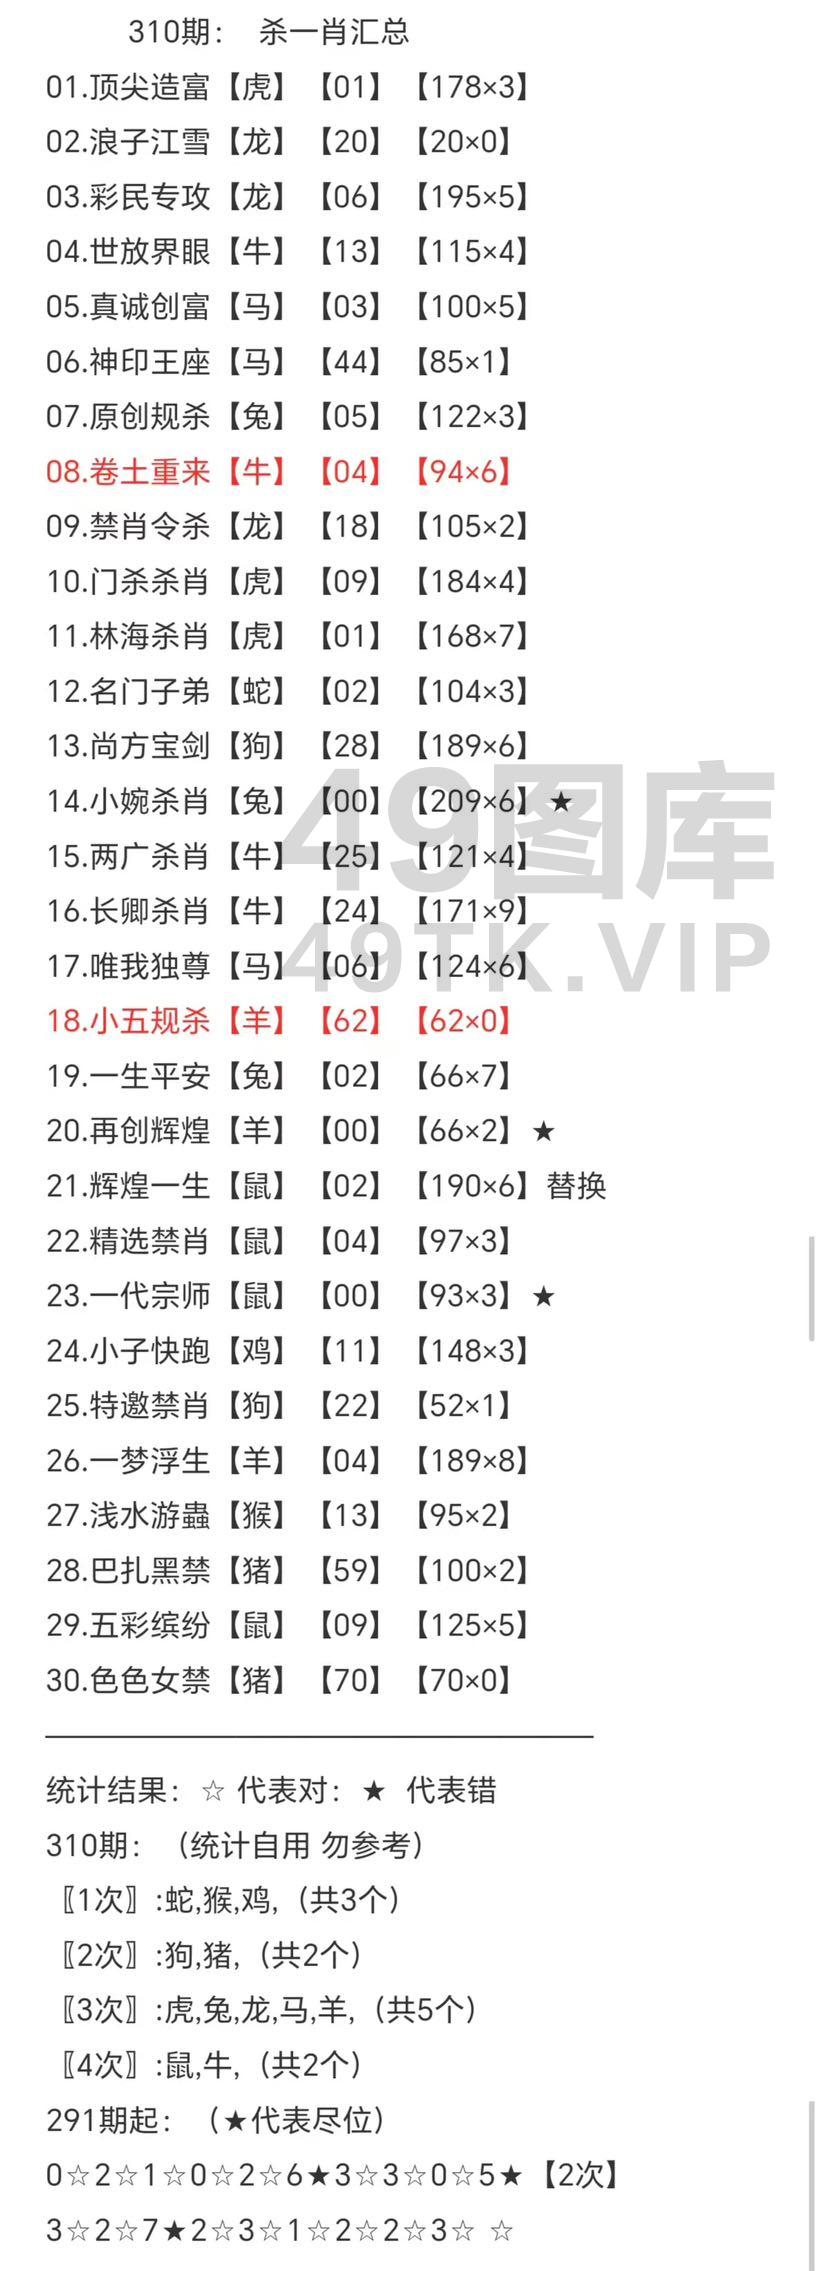 310期： 杀一肖汇总
01.顶尖造富【虎】【01】【178×3】
02.浪子江雪【龙】【20】【20×0】
03.彩民专攻【龙】【06】【195×5】
04.世放界眼【牛】【13】【115×4】
05.真诚创富【马】【03】【100×5】
06.神印王座【马】【44】【85×1】
07.原创规杀【兔】【05】【122×3】
08.卷土重来【牛】【04】【94×6】
09.禁肖令杀【龙】【18】【105×2】
10.门杀杀肖【虎】【09】【184×4】
11.林海杀肖【虎】【01】【168×7】
12.名门子弟【蛇】【02】【104×3】
13.尚方宝剑【狗】【28】【189×6】
14.小婉杀肖【兔】【00】【209×6】★
15.两广杀肖【牛】【25】【121×4】
16.长卿杀肖【牛】【24】【171×9】
17.唯我独尊【马】【06】【124×6】
18.小五规杀【羊】【62】【62×0】
19.一生平安【兔】【02】【66×7】
20.再创辉煌【羊】【00】【66×2】★
21.辉煌一生【鼠】【02】【190×6】替换
22.精选禁肖【鼠】【04】【97×3】
23.一代宗师【鼠】【00】【93×3】★
24.小子快跑【鸡】【11】【148×3】
25.特邀禁肖【狗】【22】【52×1】
26.一梦浮生【羊】【04】【189×8】
27.浅水游蟲【猴】【13】【95×2】
28.巴扎黑禁【猪】【59】【100×2】
29.五彩缤纷【鼠】【09】【125×5】
30.色色女禁【猪】【70】【70×0】
49图库
49TK.VIP
统计结果：☆ 代表对：★ 代表错
310期：（统计自用 勿参考）
〖1次〗:蛇,猴,鸡,（共3个）
〖2次〗:狗,猪,（共2个）
〖3次〗:虎,兔,龙,马,羊,（共5个）
〖4次〗:鼠,牛,（共2个）
291期起：（★代表尽位）
0☆2☆1☆0☆2☆6★3☆3☆0☆5★【2次】
3☆2☆7★2☆3☆1☆2☆2☆3☆ ☆